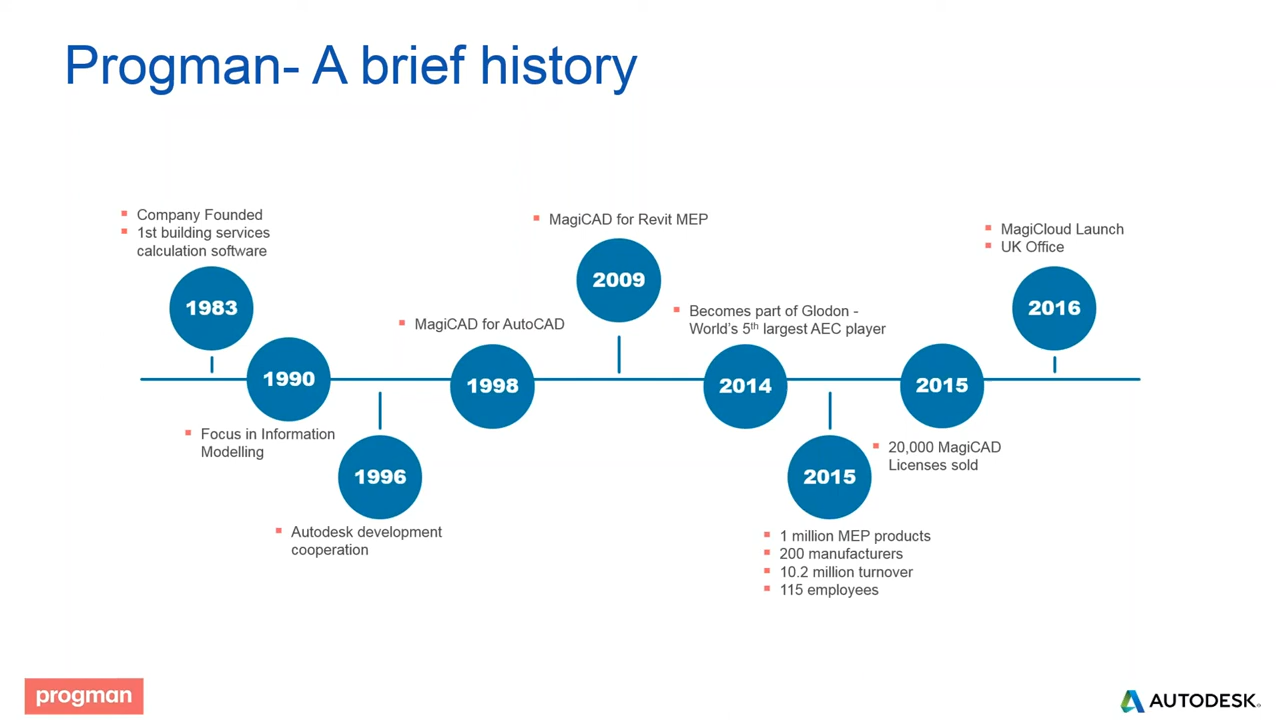 Progman- A brief history
Company Founded
1st building services
calculation software
1983
1990
Focus in Information
Modelling
1996
Autodesk development
cooperation
MagiCAD for AutoCAD
1998
MagiCAD for Revit MEP
2009
Becomes part of Glodon -
World’s 5th largest AEC player
2014
2015
1 million MEP products
200 manufacturers
10.2 million turnover
115 employees
2015
20,000 MagiCAD
Licenses sold
MagiCloud Launch
UK Office
2016
progman
AUTODESK